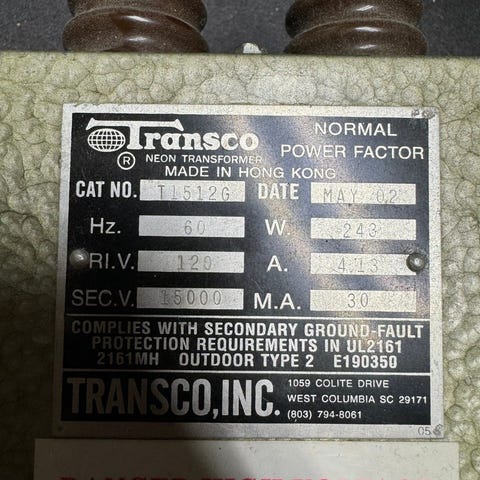 Transco
NORMAL
POWER FACTOR
® NEON TRANSFORMER
MADE IN HONG KONG
CAT NO. T1512G DATE MAY 02
Hz. 60 W. 243
PRI.V. 120 A. 4.13
SEC.V. 15000 M.A. 30
COMPLIES WITH SECONDARY GROUND-FAULT
PROTECTION REQUIREMENTS IN UL2161
2161MH OUTDOOR TYPE 2 E190350
TRANSCO, INC.
1059 COLITE DRIVE
WEST COLUMBIA SC 29171
(803) 794-8061